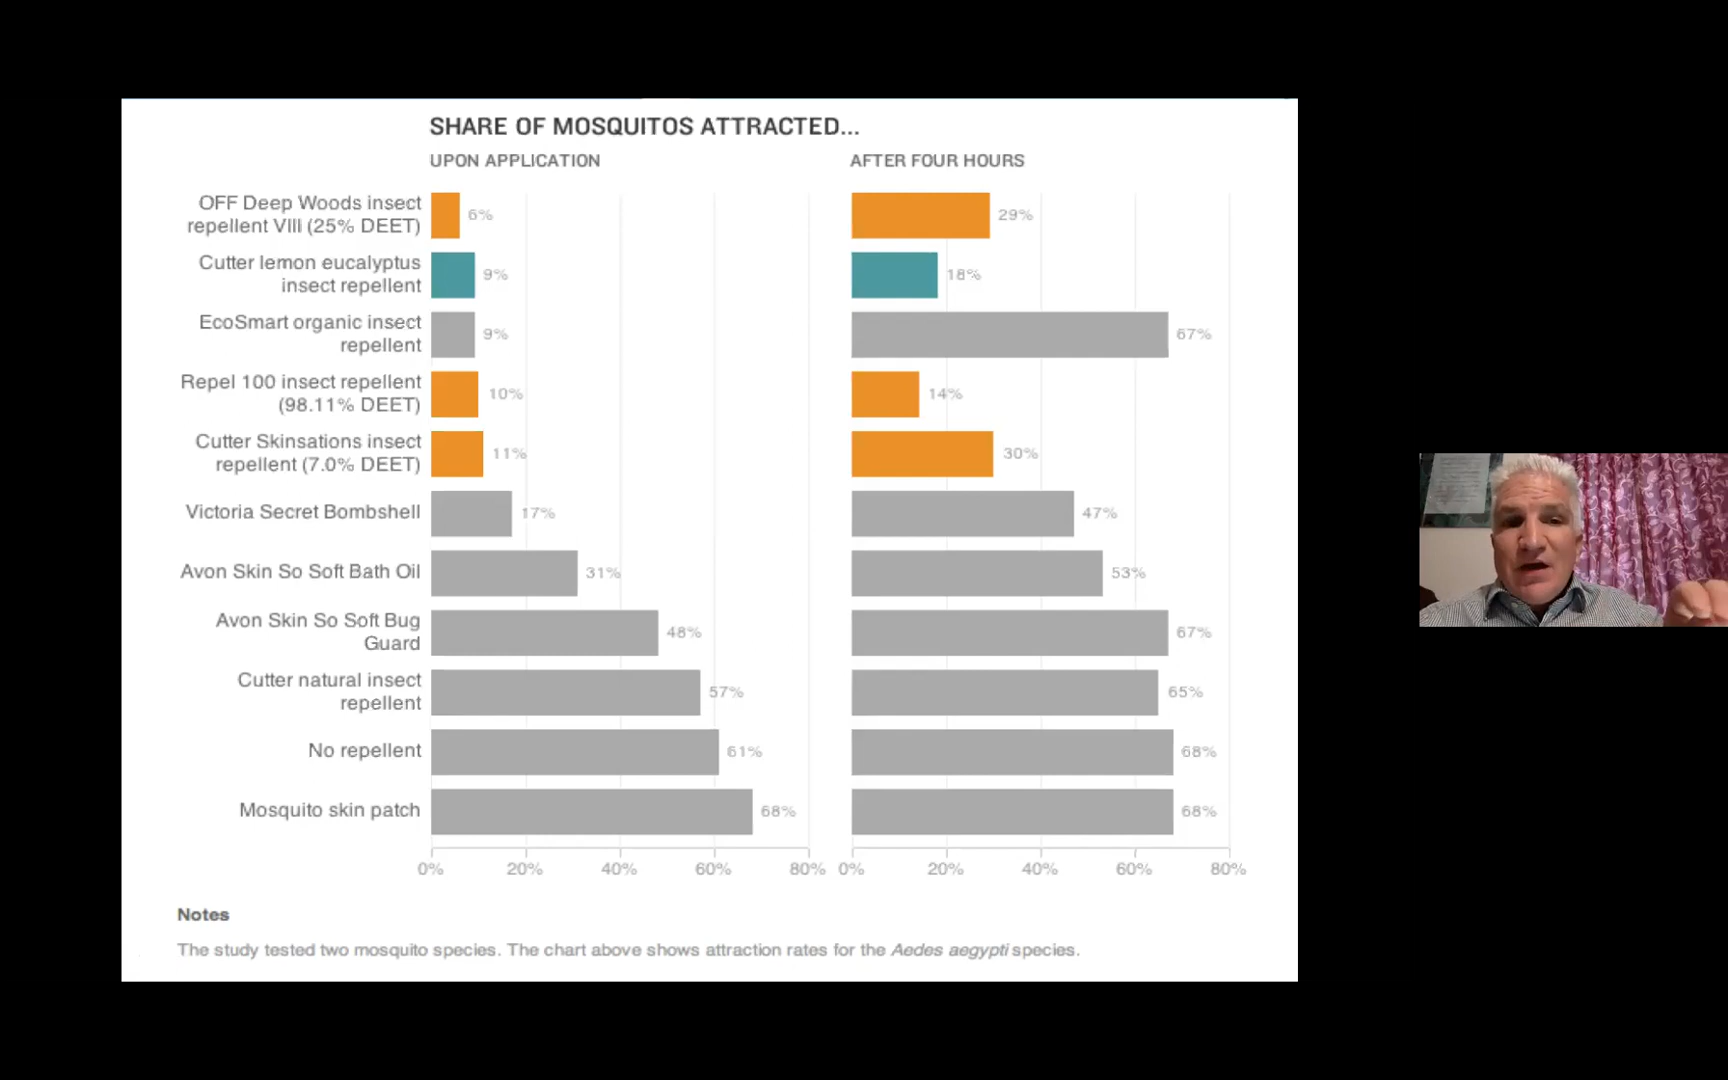 SHARE OF MOSQUITOS ATTRACTED...
UPON APPLICATION
AFTER FOUR HOURS
OFF Deep Woods insect
repellent VIII (25% DEET)
6%
29%
Cutter lemon eucalyptus
insect repellent
9%
18%
EcoSmart organic insect
repellent
9%
67%
Repel 100 insect repellent
(98.11% DEET)
10%
14%
Cutter Skinsations insect
repellent (7.0% DEET)
11%
30%
Victoria Secret Bombshell
17%
47%
Avon Skin So Soft Bath Oil
31%
53%
Avon Skin So Soft Bug
Guard
48%
67%
Cutter natural insect
repellent
57%
65%
No repellent
61%
68%
Mosquito skin patch
68%
68%
0% 20% 40% 60% 80%
0% 20% 40% 60% 80%
Notes
The study tested two mosquito species. The chart above shows attraction rates for the Aedes aegypti species.